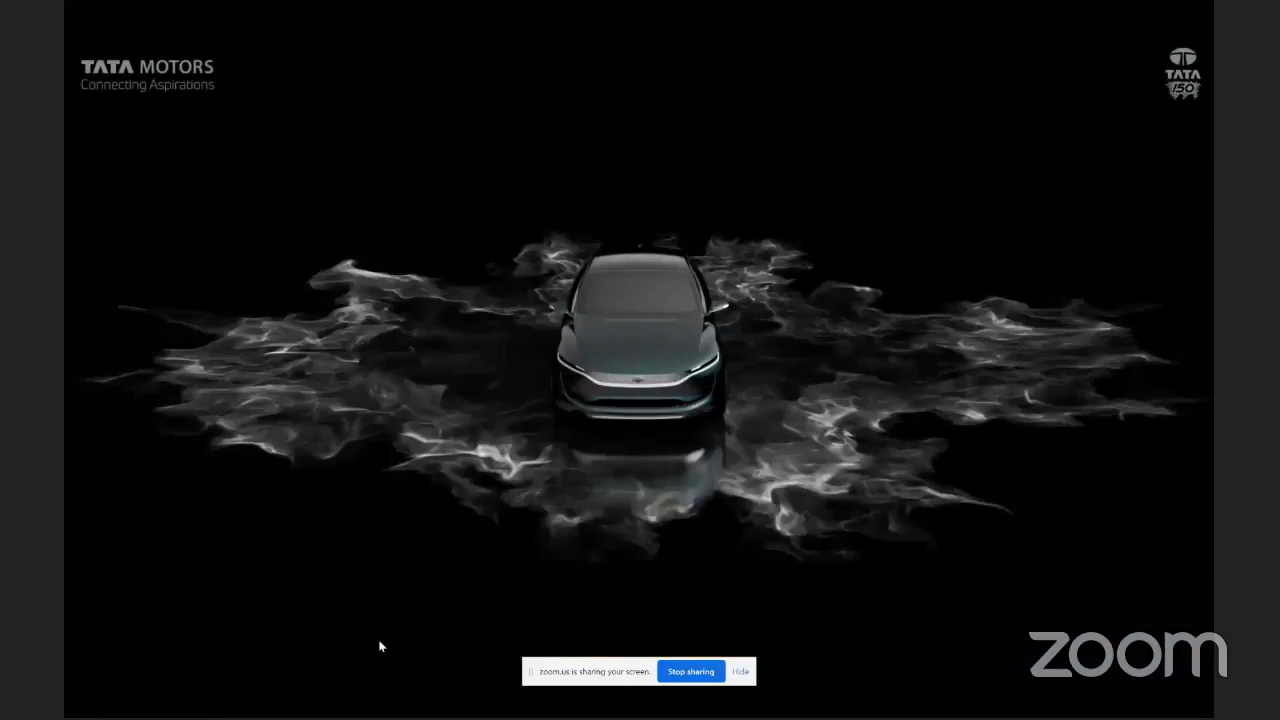 TATA MOTORS
Connecting Aspirations
TATA
150
zoom.us is sharing your screen.
Stop sharing
Hide
zoom